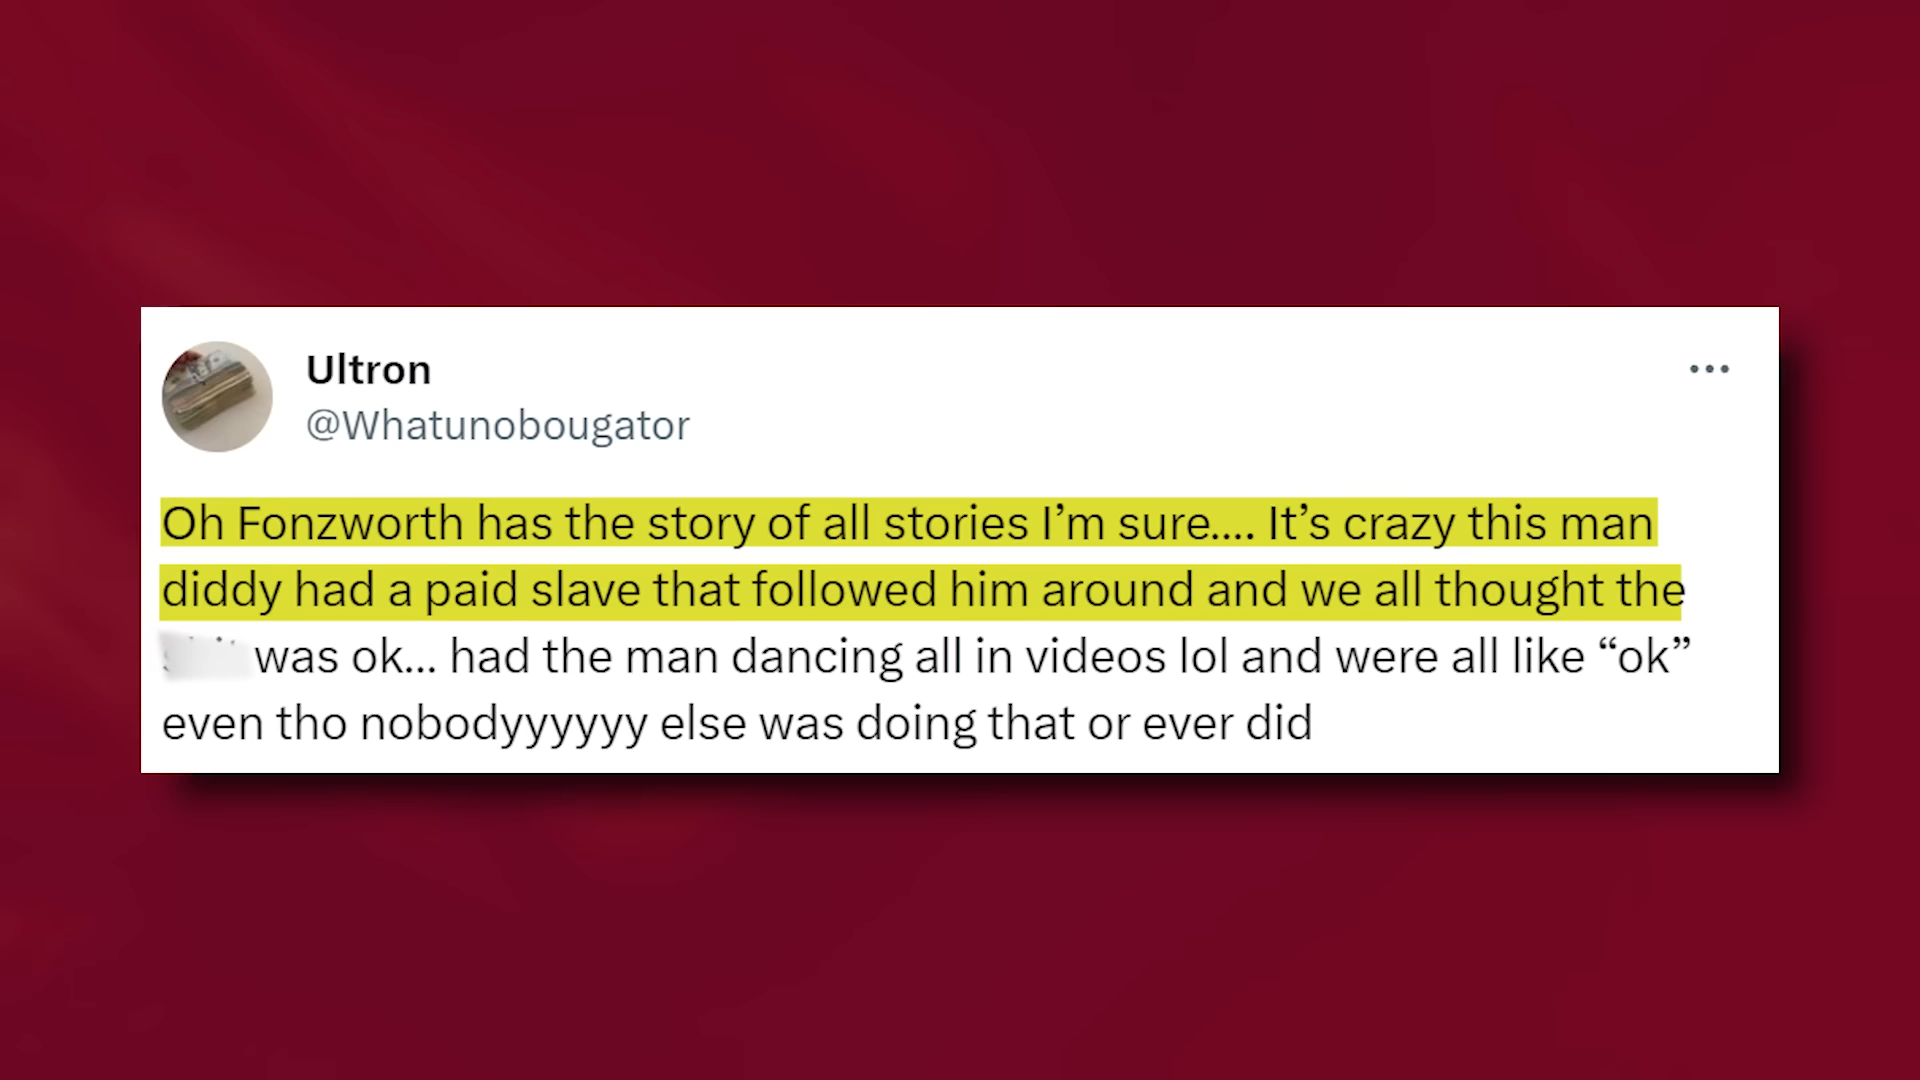 Ultron
@Whatunobougator
Oh Fonzworth has the story of all stories I’m sure.... It’s crazy this man
diddy had a paid slave that followed him around and we all thought the
was ok... had the man dancing all in videos lol and were all like “ok”
even tho nobodyyyyyy else was doing that or ever did